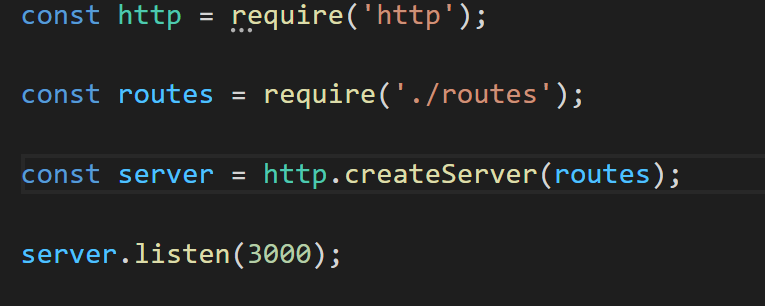 const http = require('http');
const routes = require('./routes');
const server = http.createServer(routes);
server.listen(3000);